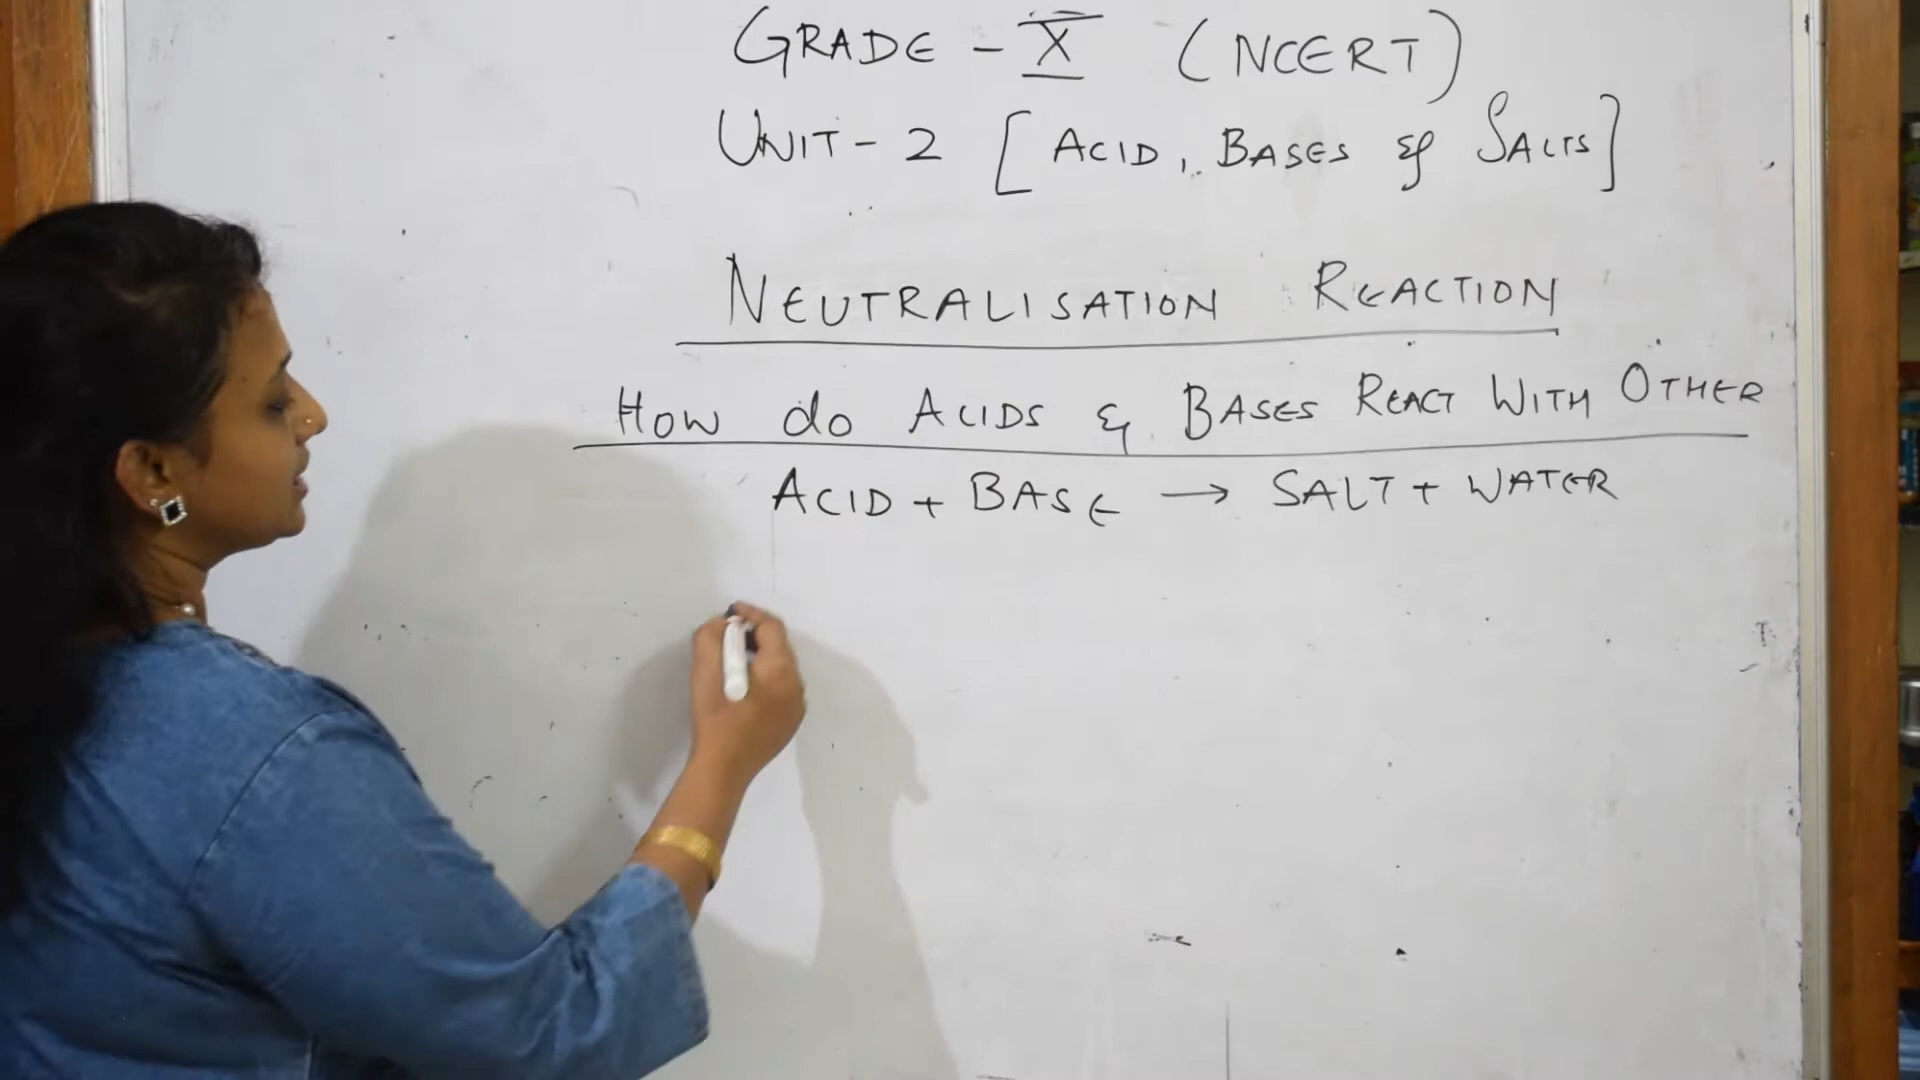 GRADE - X (NCERT)
UNIT - 2 [ACID, BASES & SALTS]
NEUTRALISATION REACTION
HOW do ACIDS & BASES REACT WITH OTHER
ACID + BASE → SALT + WATER